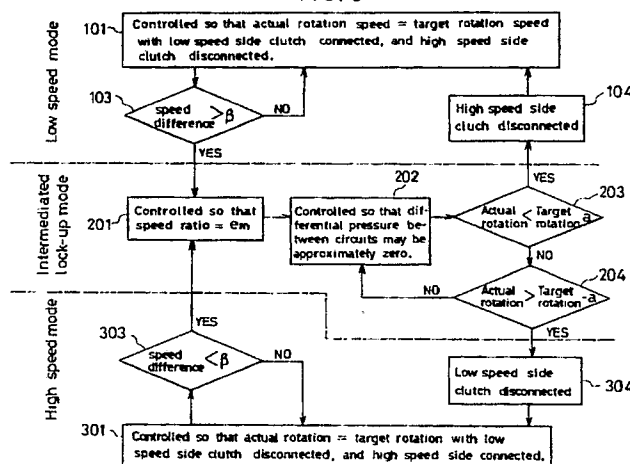 101
Controlled so that actual rotation speed = target rotation speed
with low speed side clutch connected, and high speed side
clutch disconnected.
Low speed mode
103
speed
difference > β
NO
YES
104
High speed side
cluch disconnected
YES
Intermediated
lock-up mode
201
Controlled so that
speed ratio = em
202
Controlled so that dif-
ferential pressure be-
tween circuits may be
approximately zero.
203
Actual < Target
rotation rotation-a
NO
204
Actual > Target
rotation rotation-a
NO
YES
High speed mode
YES
303
speed
difference < β
NO
Low speed side
clutch disconnected
304
301
Controlled so that actual rotation = target rotation with low
speed side clutch disconnected, and high speed side connected.